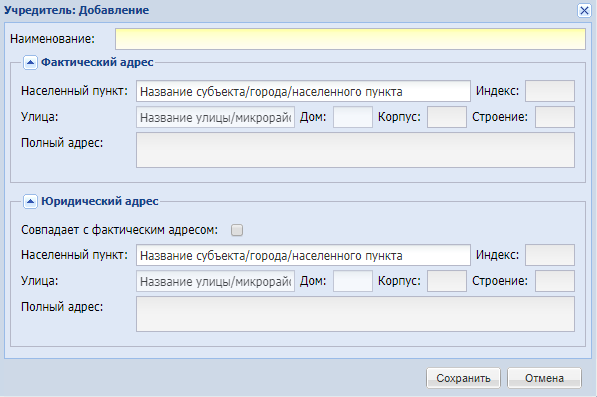 Учредитель: Добавление
Наименование:
Фактический адрес
Населенный пункт: Название субъекта/города/населенного пункта Индекс:
Улица: Название улицы/микрорайс Дом: Корпус: Строение:
Полный адрес:
Юридический адрес
Совпадает с фактическим адресом:
Населенный пункт: Название субъекта/города/населенного пункта Индекс:
Улица: Название улицы/микрорайс Дом: Корпус: Строение:
Полный адрес:
Сохранить Отмена